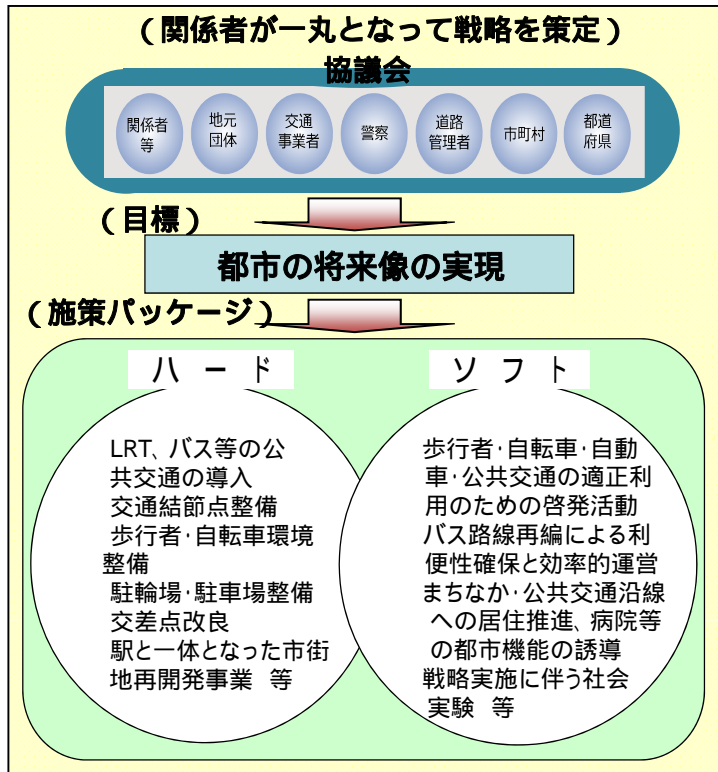 （関係者が一丸となって戦略を策定）
協議会
関係者
等
地元
団体
交通
事業者
警察
道路
管理者
市町村
都道
府県
（目標）
都市の将来像の実現
（施策パッケージ）
ハード
LRT、バス等の公
共交通の導入
交通結節点整備
歩行者・自転車環境
整備
駐輪場・駐車場整備
交差点改良
駅と一体となった市街
地再開発事業 等
ソフト
歩行者・自転車・自動
車・公共交通の適正利
用のための啓発活動
バス路線再編による利
便性確保と効率的運営
まちなか・公共交通沿線
への居住推進、病院等
の都市機能の誘導
戦略実施に伴う社会
実験 等